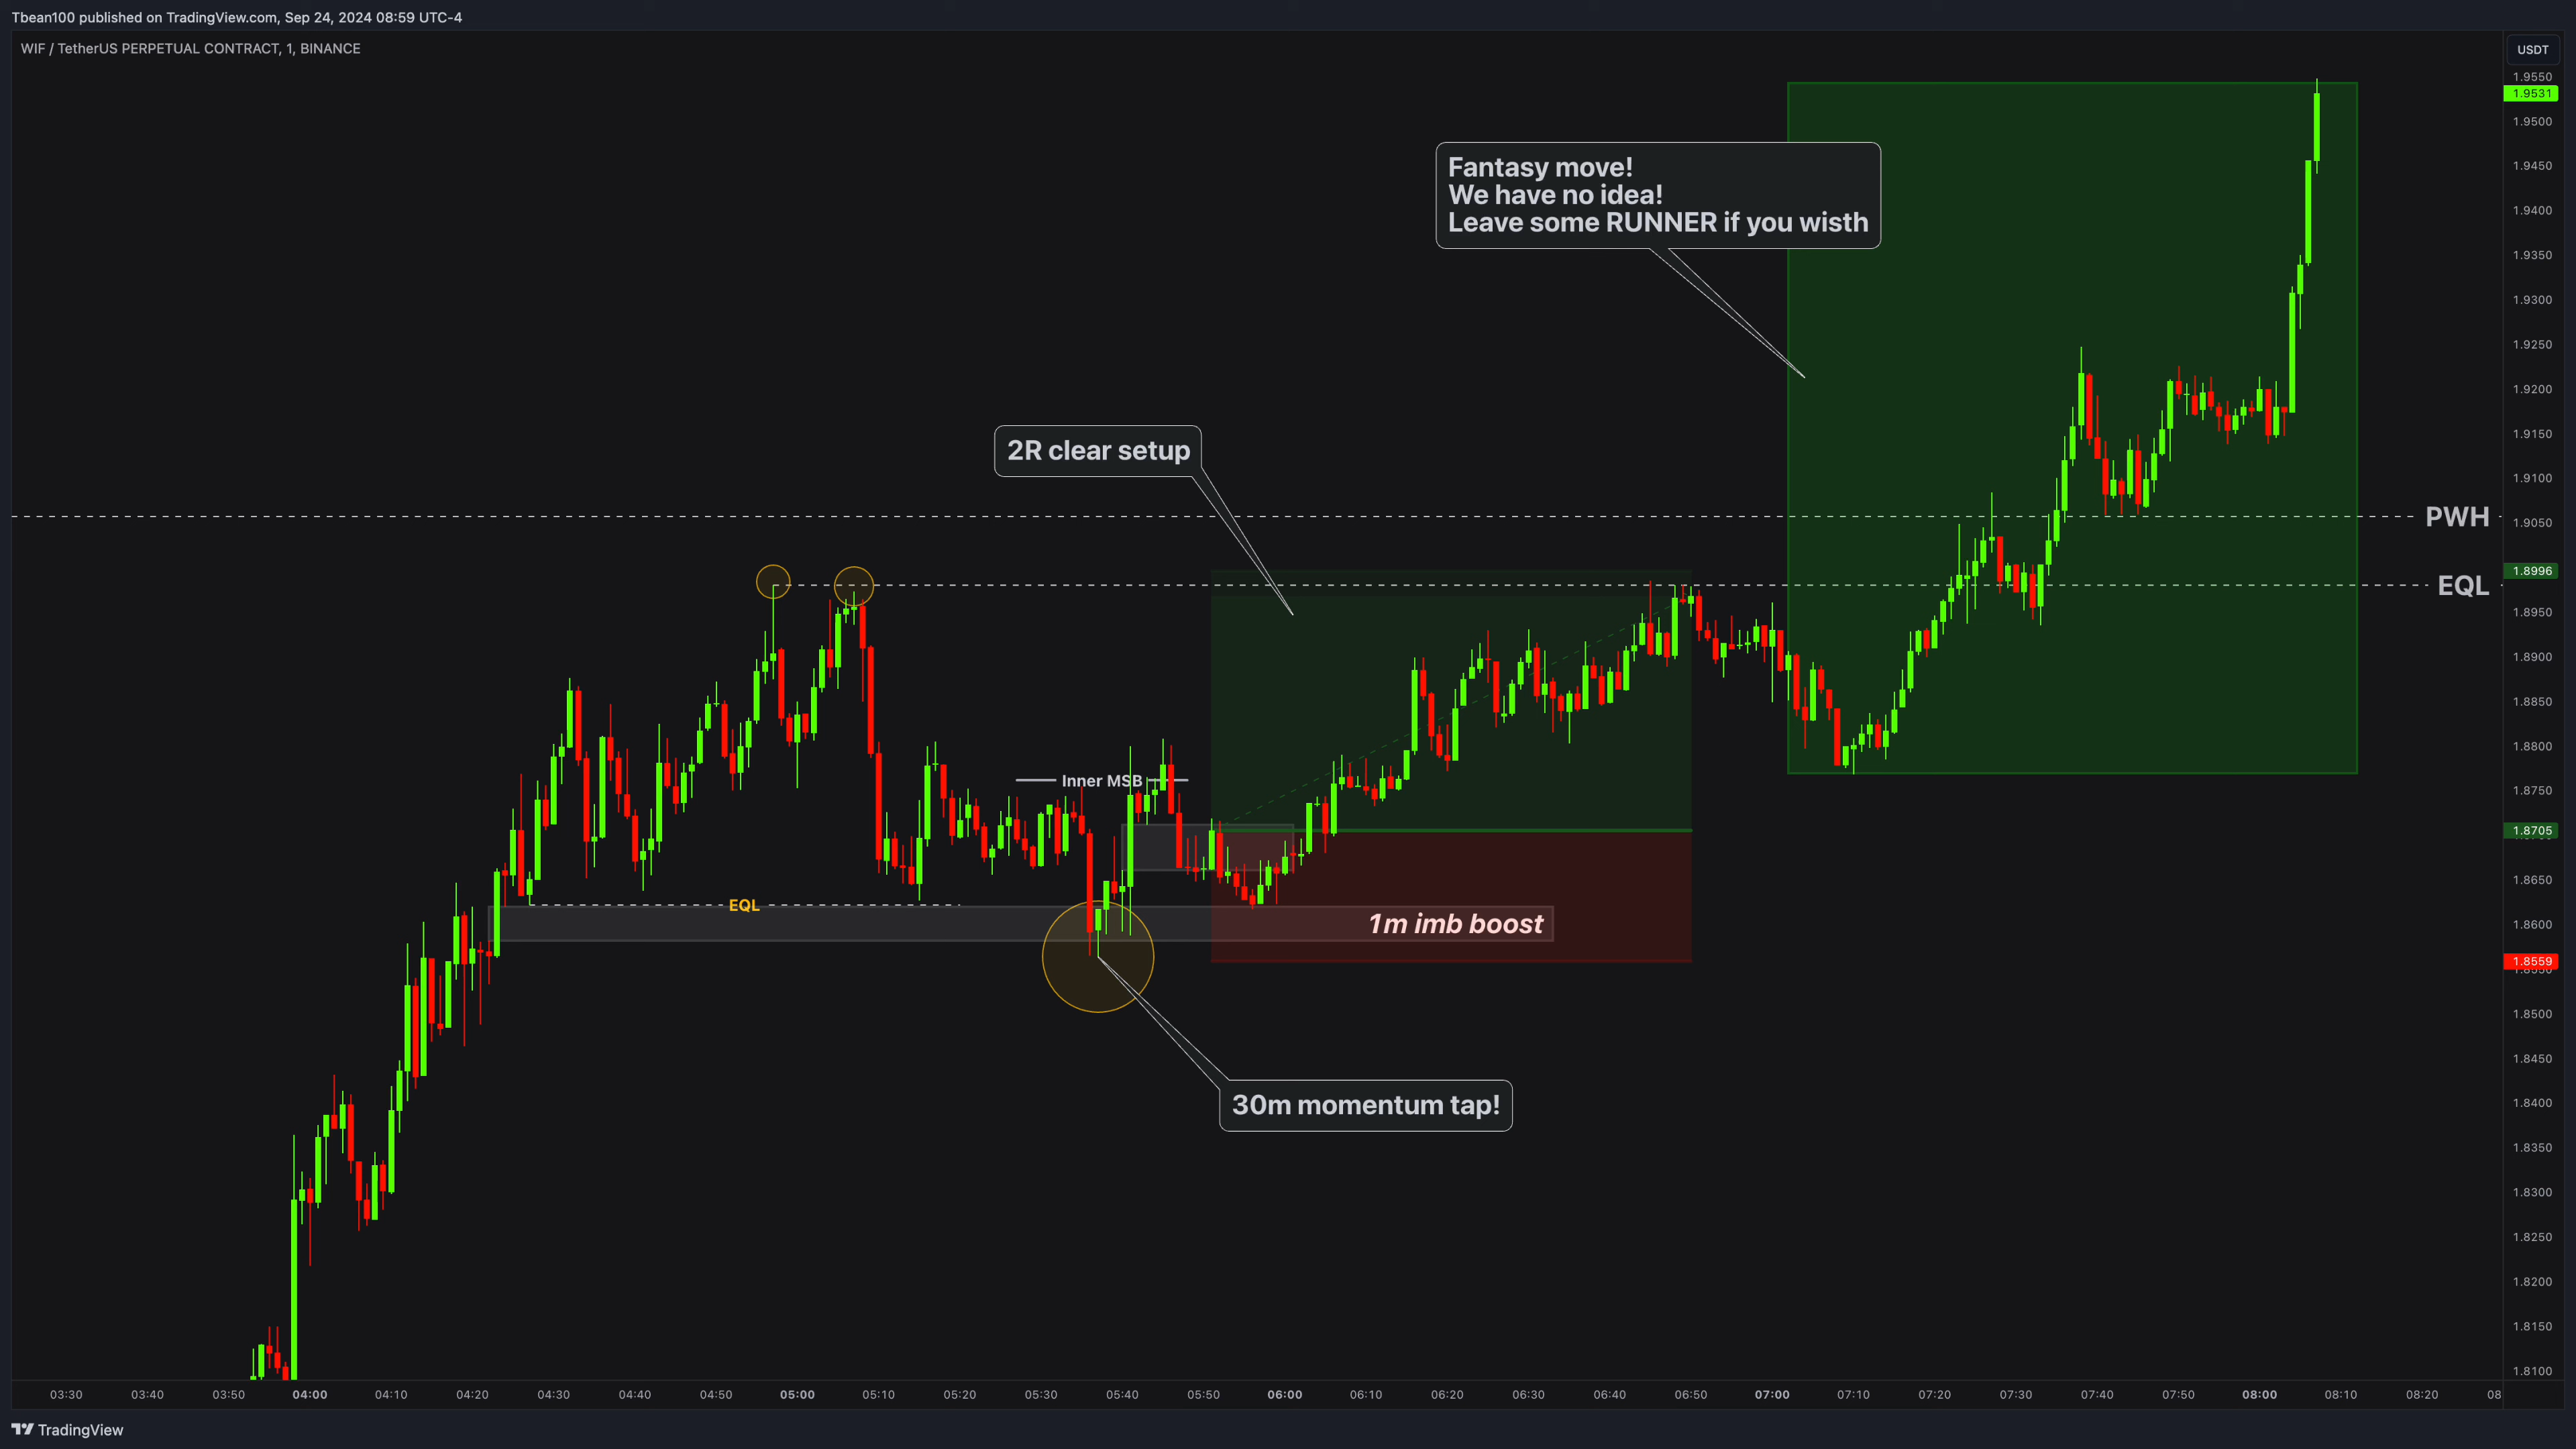 Tbean100 published on TradingView.com, Sep 24, 2024 08:59 UTC-4
WIF / TetherUS PERPETUAL CONTRACT, 1, BINANCE
USDT
1.9550
1.9531
1.9500
1.9450
1.9400
1.9350
1.9300
1.9250
1.9200
1.9150
1.9100
1.9050
1.8996
1.8950
1.8900
1.8850
1.8800
1.8750
1.8705
1.8650
1.8600
1.8559
1.8500
1.8450
1.8400
1.8350
1.8300
1.8250
1.8200
1.8150
1.8100
Fantasy move!
We have no idea!
Leave some RUNNER if you wisth
2R clear setup
PWH
EQL
Inner MSB
EQL
1m imb boost
30m momentum tap!
03:30 03:40 03:50 04:00 04:10 04:20 04:30 04:40 04:50 05:00 05:10 05:20 05:30 05:40 05:50 06:00 06:10 06:20 06:30 06:40 06:50 07:00 07:10 07:20 07:30 07:40 07:50 08:00 08:10 08:20 08
TradingView